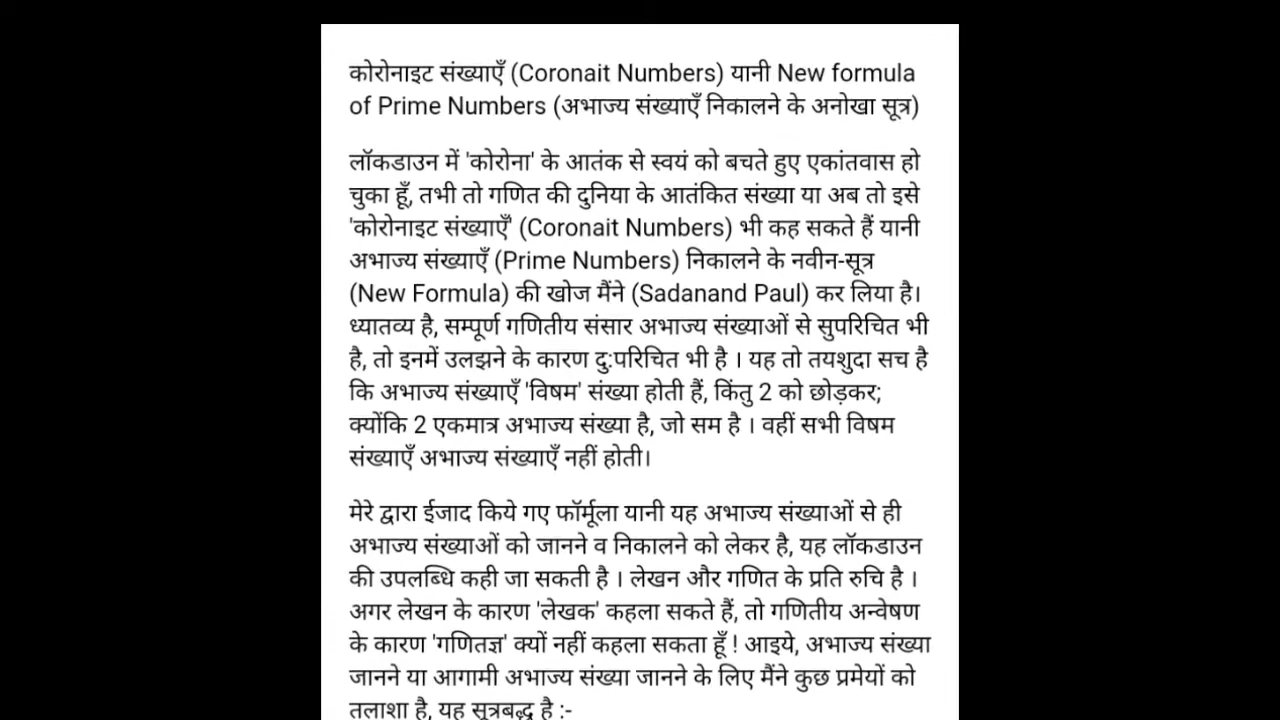 कोरोनाइट संख्याएँ (Coronait Numbers) यानी New formula
of Prime Numbers (अभाज्य संख्याएँ निकालने के अनोखा सूत्र)
लॉकडाउन में 'कोरोना' के आतंक से स्वयं को बचते हुए एकांतवास हो
चुका हूँ, तभी तो गणित की दुनिया के आतंकित संख्या या अब तो इसे
'कोरोनाइट संख्याएँ' (Coronait Numbers) भी कह सकते हैं यानी
अभाज्य संख्याएँ (Prime Numbers) निकालने के नवीन-सूत्र
(New Formula) की खोज मैंने (Sadanand Paul) कर लिया है।
ध्यातव्य है, सम्पूर्ण गणितीय संसार अभाज्य संख्याओं से सुपरिचित भी
है, तो इनमें उलझने के कारण दु:परिचित भी है । यह तो तयशुदा सच है
कि अभाज्य संख्याएँ 'विषम' संख्या होती हैं, किंतु 2 को छोड़कर;
क्योंकि 2 एकमात्र अभाज्य संख्या है, जो सम है । वहीं सभी विषम
संख्याएँ अभाज्य संख्याएँ नहीं होती।
मेरे द्वारा ईजाद किये गए फॉर्मूला यानी यह अभाज्य संख्याओं से ही
अभाज्य संख्याओं को जानने व निकालने को लेकर है, यह लॉकडाउन
की उपलब्धि कही जा सकती है । लेखन और गणित के प्रति रुचि है ।
अगर लेखन के कारण 'लेखक' कहला सकते हैं, तो गणितीय अन्वेषण
के कारण 'गणितज्ञ' क्यों नहीं कहला सकता हूँ ! आइये, अभाज्य संख्या
जानने या आगामी अभाज्य संख्या जानने के लिए मैंने कुछ प्रमेयों को
तलाशा है, यह सूत्रबद्ध है :-